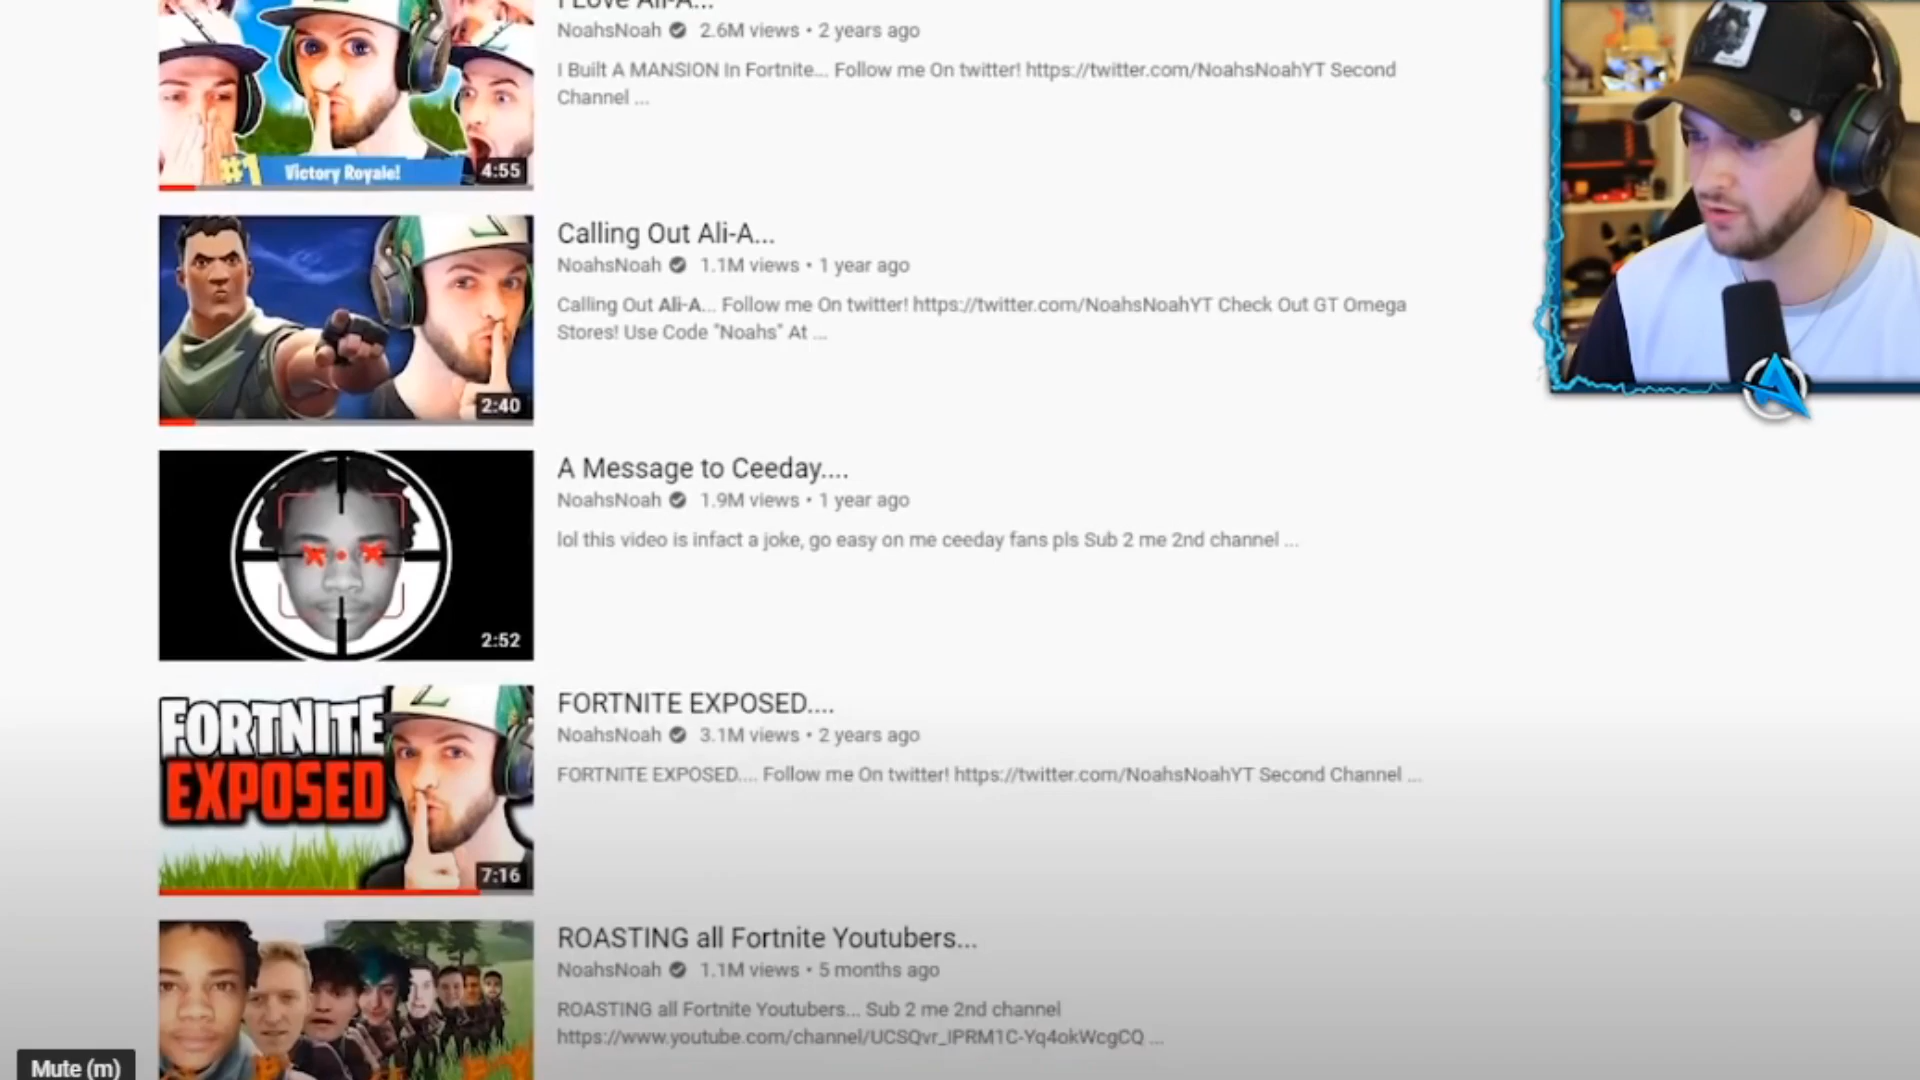 I Love Ali-A...
NoahsNoah 2.6M views • 2 years ago
I Built A MANSION In Fortnite... Follow me On twitter! https://twitter.com/NoahsNoahYT Second
Channel ...
#1 Victory Royale!
4:55
Calling Out Ali-A...
NoahsNoah 1.1M views • 1 year ago
Calling Out Ali-A... Follow me On twitter! https://twitter.com/NoahsNoahYT Check Out GT Omega
Stores! Use Code "Noahs" At ...
2:40
A Message to Ceeday....
NoahsNoah 1.9M views • 1 year ago
lol this video is infact a joke, go easy on me ceeday fans pls Sub 2 me 2nd channel ...
2:52
FORTNITE EXPOSED....
NoahsNoah 3.1M views • 2 years ago
FORTNITE EXPOSED.... Follow me On twitter! https://twitter.com/NoahsNoahYT Second Channel ...
FORTNITE
EXPOSED
7:16
ROASTING all Fortnite Youtubers...
NoahsNoah 1.1M views • 5 months ago
ROASTING all Fortnite Youtubers... Sub 2 me 2nd channel
https://www.youtube.com/channel/UCSQvr_IPRM1C-Yq4okWcgCQ ...
Mute (m)